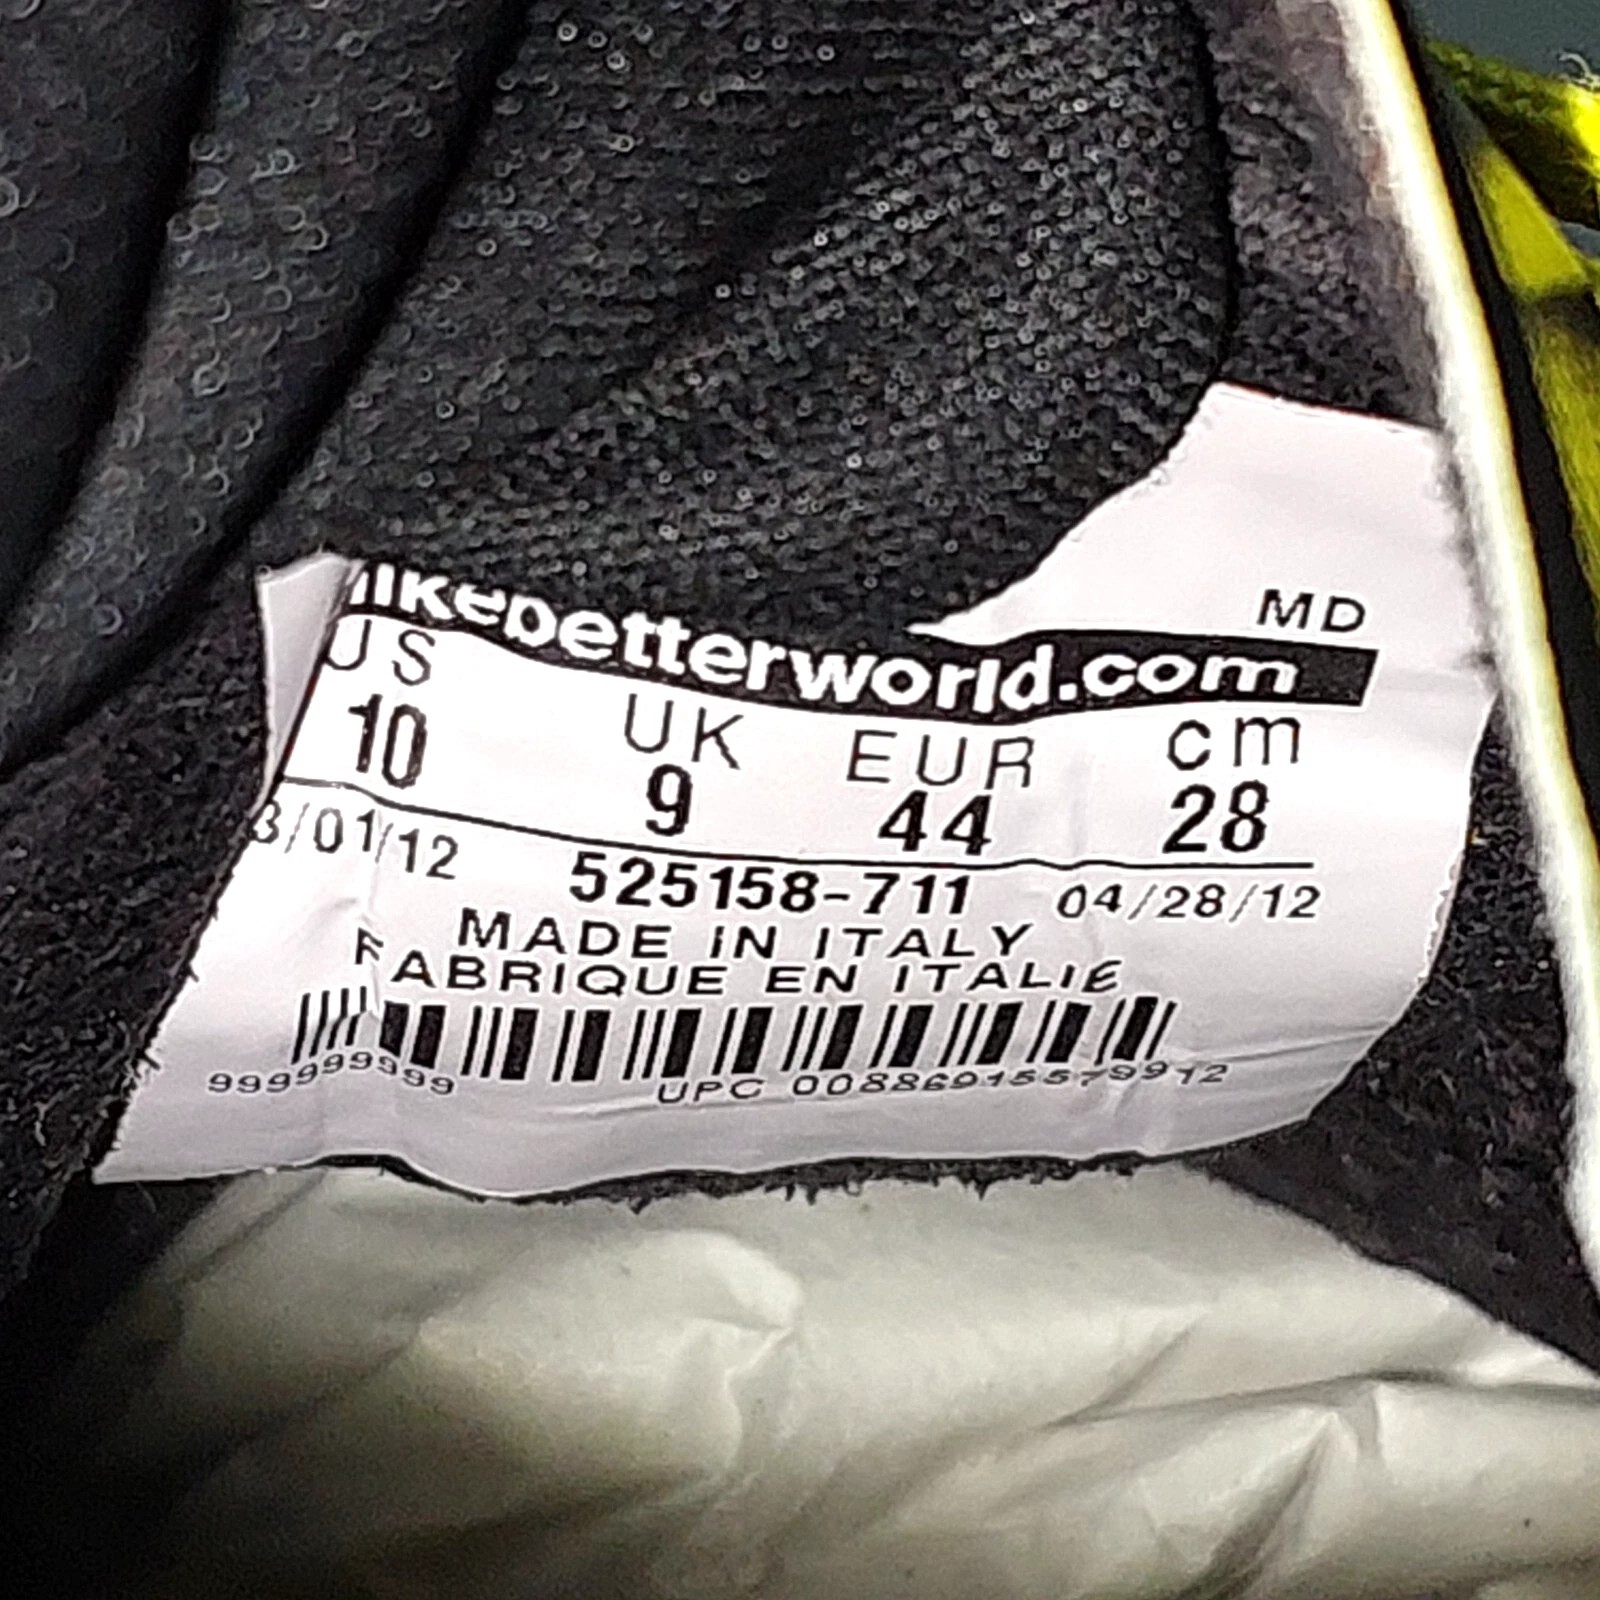 MD
nikebetterworld.com
US UK EUR cm
10 9 44 28
3/01/12 525158-711 04/28/12
MADE IN ITALY
FABRIQUE EN ITALIE
999999999 UPC 00886915579912